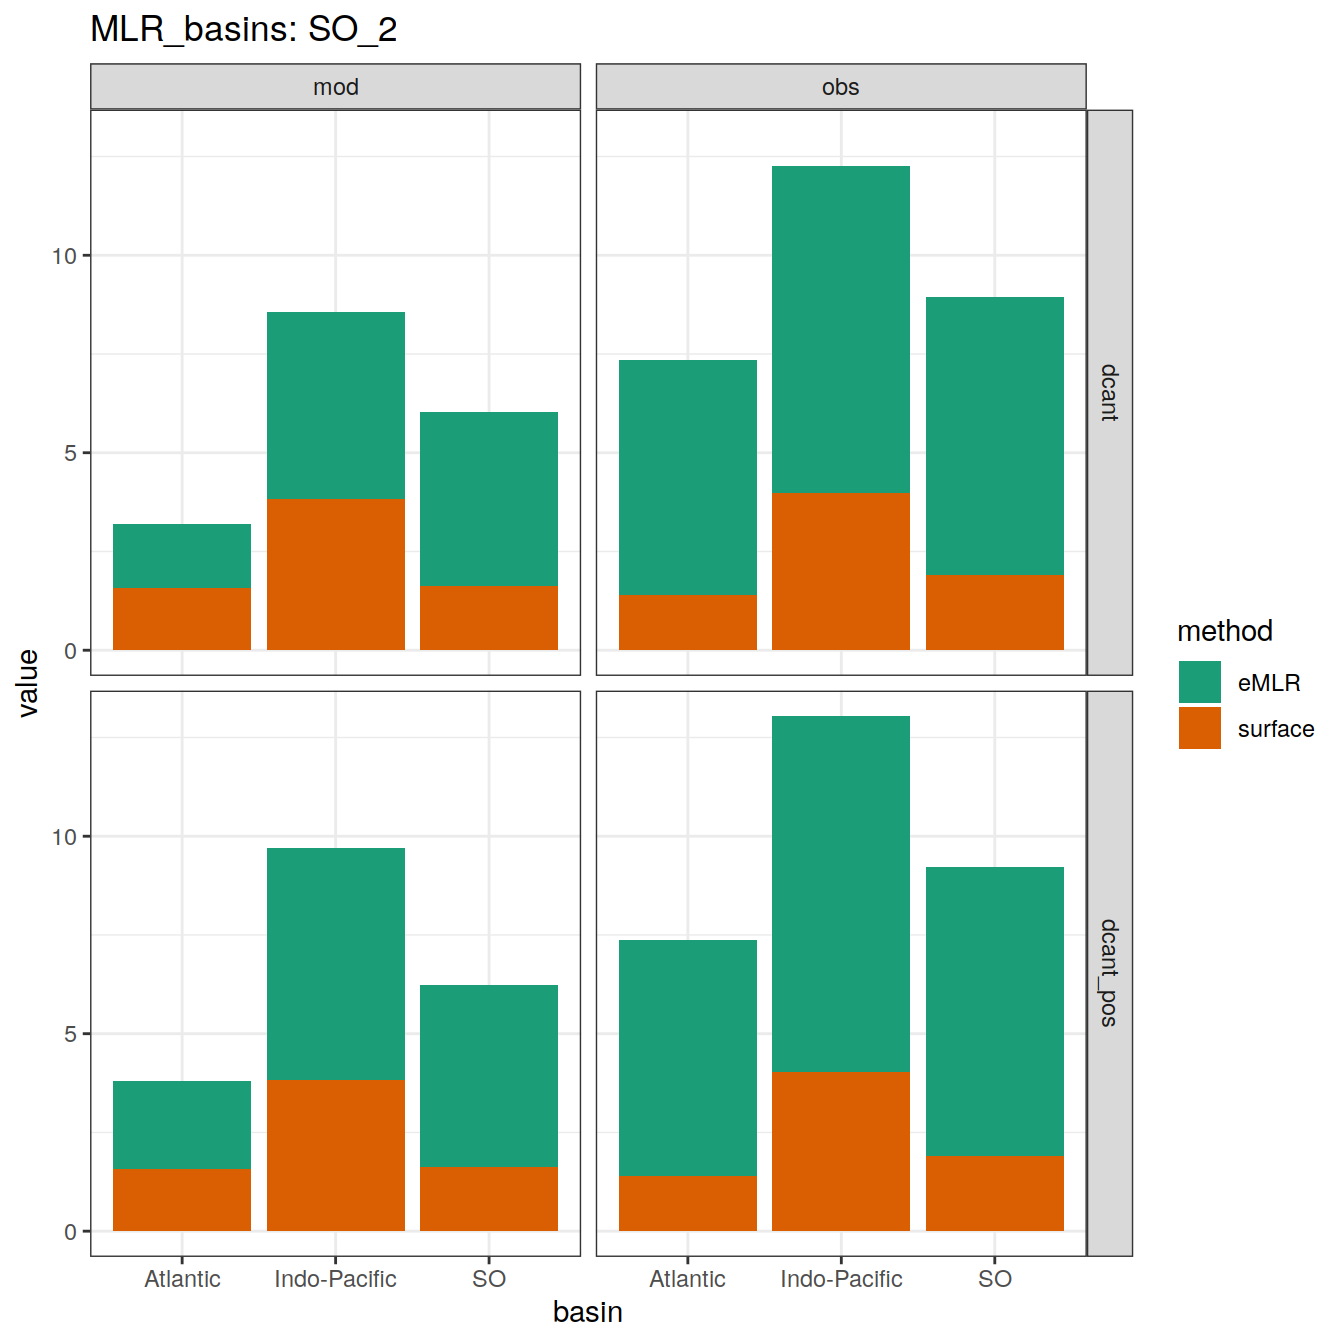 MLR_basins: SO_2
mod
obs
10
5
0
dcant
10
5
0
dcant_pos
value
Atlantic
Indo-Pacific
SO
Atlantic
Indo-Pacific
SO
basin
method
eMLR
surface